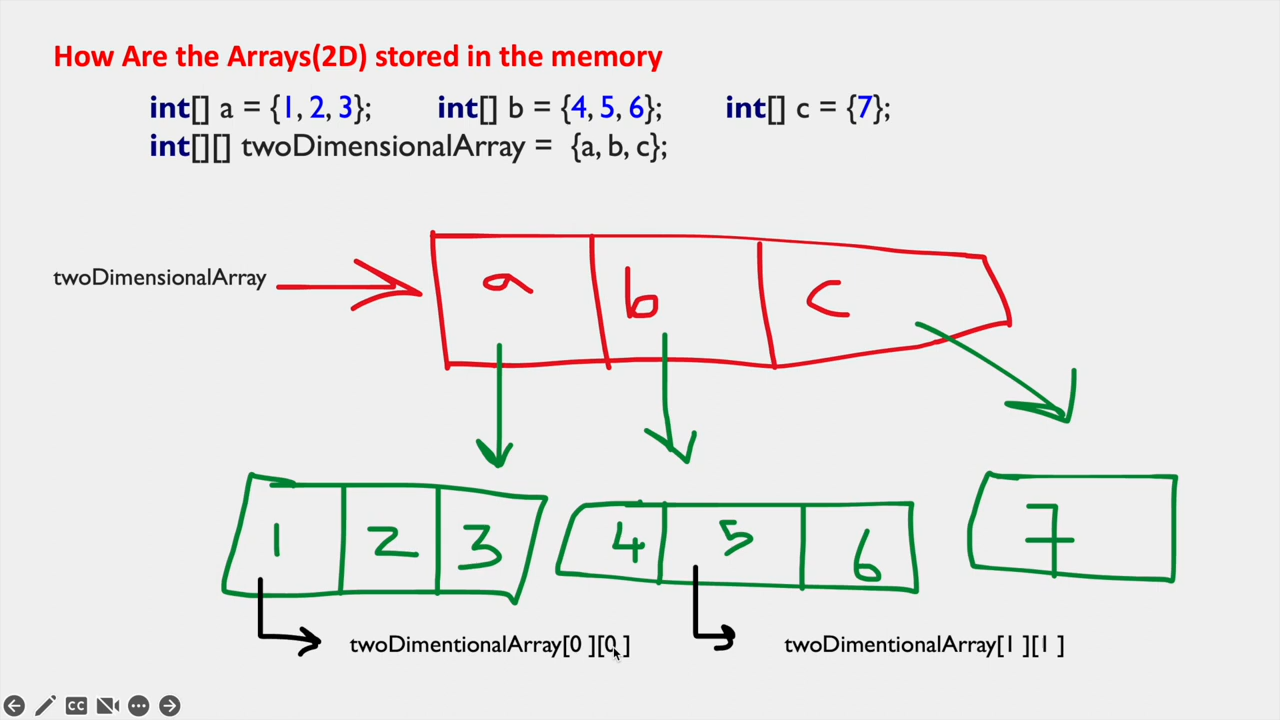 How Are the Arrays(2D) stored in the memory
int[] a = {1, 2, 3}; int[] b = {4, 5, 6}; int[] c = {7};
int[][] twoDimensionalArray = {a, b, c};
twoDimensionalArray
a b c
1 2 3 4 5 6 7
twoDimentionalArray[0 ][0 ] twoDimentionalArray[1 ][1 ]
CC